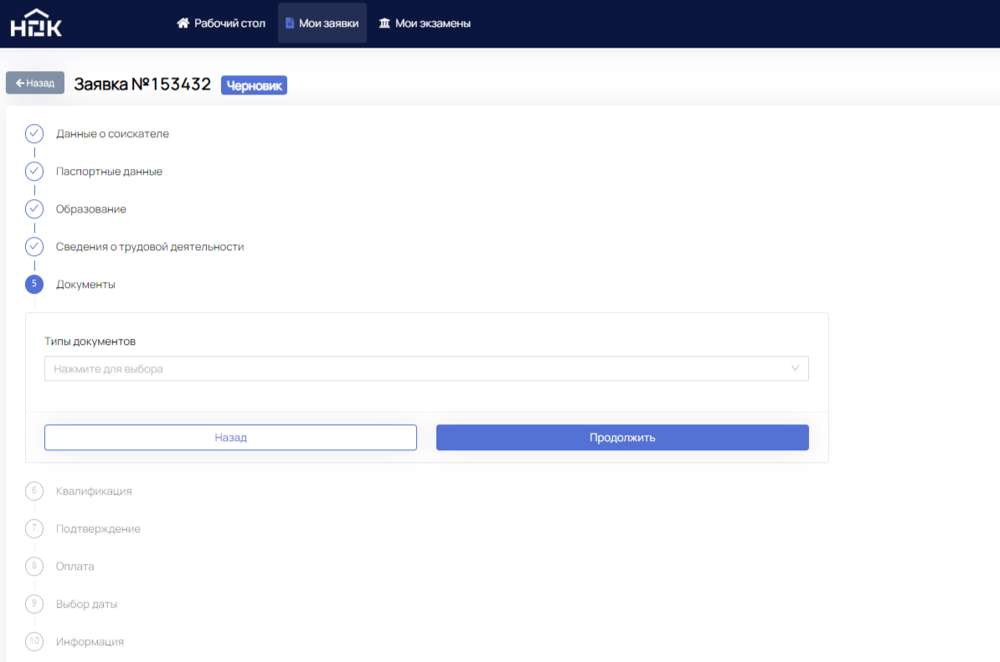 НОК
Рабочий стол
Мои заявки
Мои экзамены
Назад
Заявка №153432
Черновик
Данные о соискателе
Паспортные данные
Образование
Сведения о трудовой деятельности
5 Документы
Типы документов
Нажмите для выбора
Назад
Продолжить
6 Квалификация
7 Подтверждение
8 Оплата
9 Выбор даты
10 Информация